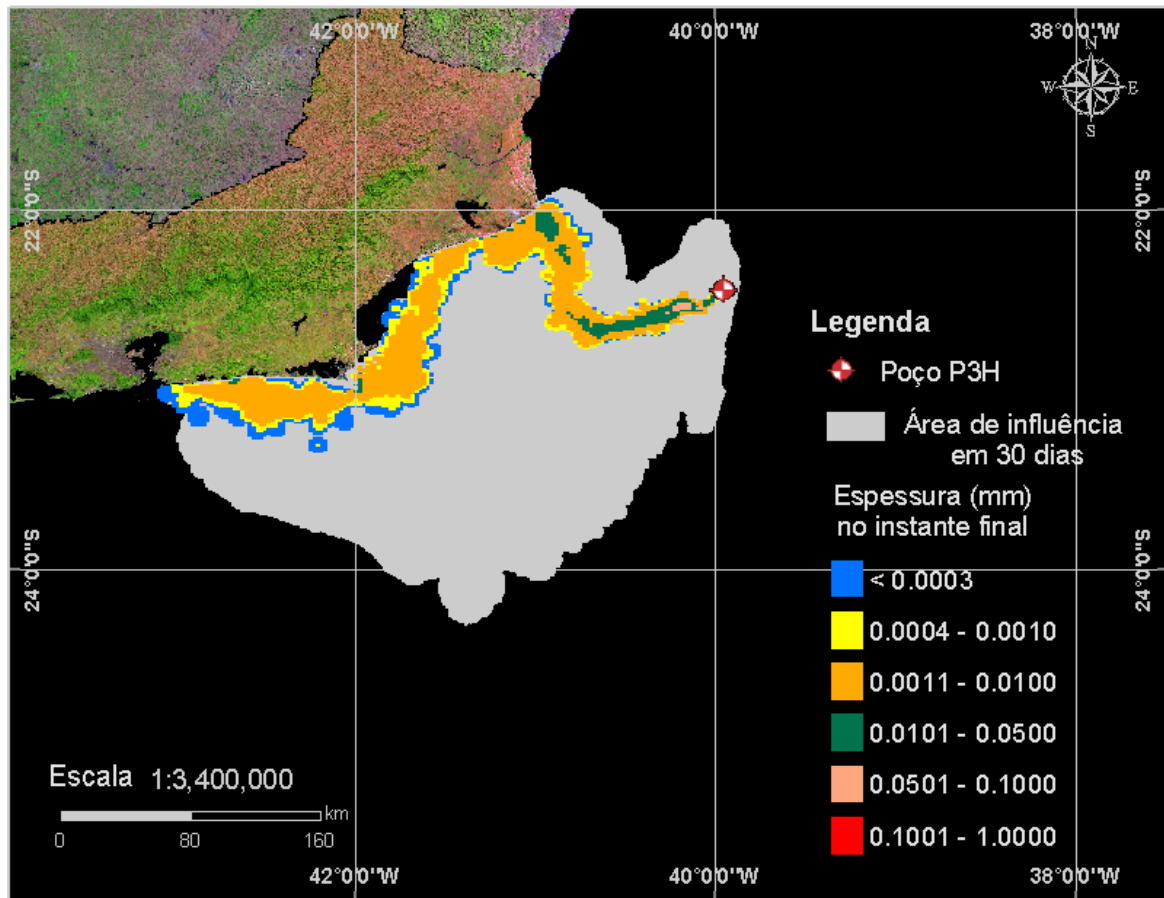 42°0'0"W
40°0'0"W
38°0'0"W
N
W
E
S
22°0'0"S
22°0'0"S
Legenda
Poço P3H
Área de influência
em 30 dias
Espessura (mm)
no instante final
24°0'0"S
24°0'0"S
< 0.0003
0.0004 - 0.0010
0.0011 - 0.0100
0.0101 - 0.0500
0.0501 - 0.1000
0.1001 - 1.0000
Escala 1:3,400,000
km
0 80 160
42°0'0"W
40°0'0"W
38°0'0"W